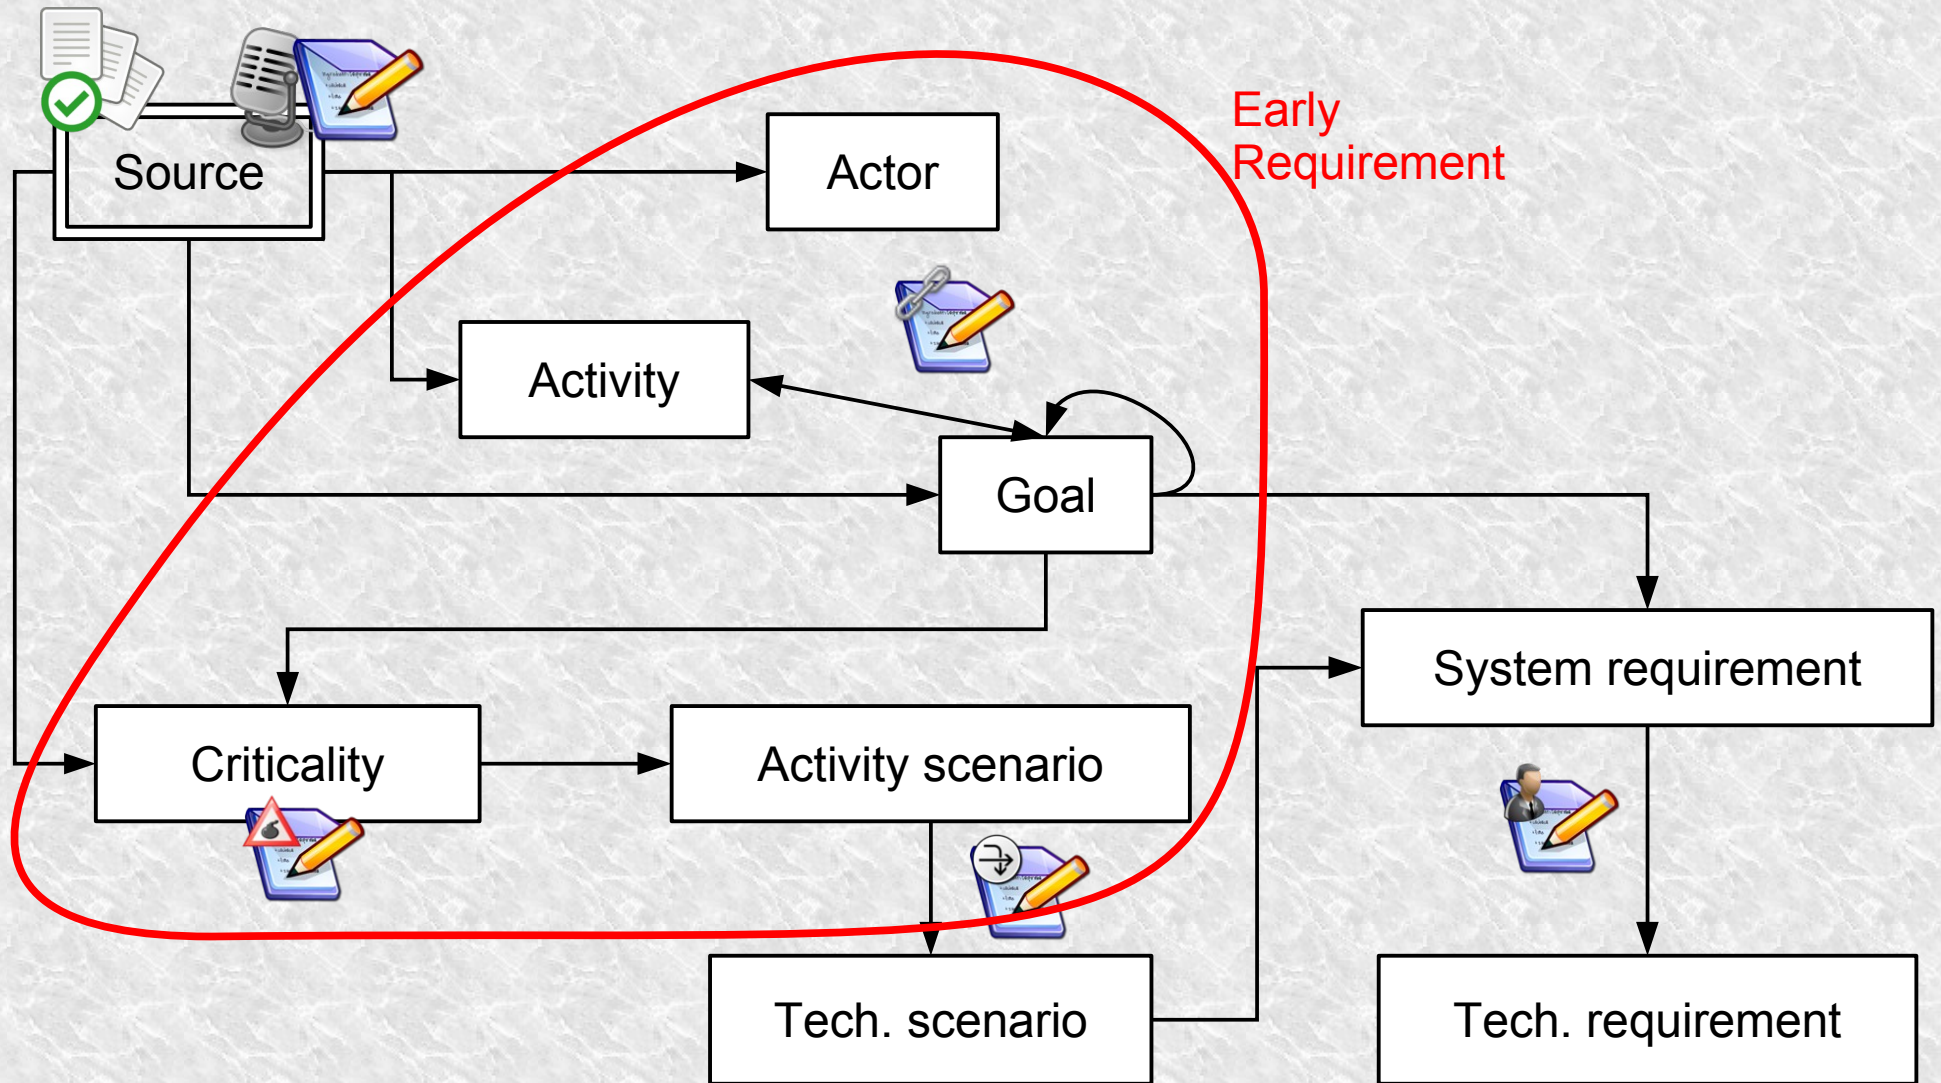 Early
Requirement
Source
Actor
Activity
Goal
System requirement
Criticality
Activity scenario
Tech. scenario
Tech. requirement